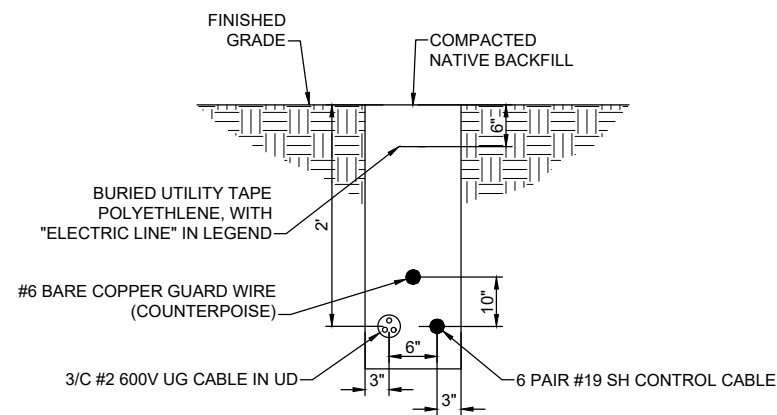 FINISHED
GRADE
COMPACTED
NATIVE BACKFILL
6"
BURIED UTILITY TAPE
POLYETHLENE, WITH
"ELECTRIC LINE" IN LEGEND
2'
#6 BARE COPPER GUARD WIRE
(COUNTERPOISE)
10"
3/C #2 600V UG CABLE IN UD
6"
3"
3"
6 PAIR #19 SH CONTROL CABLE